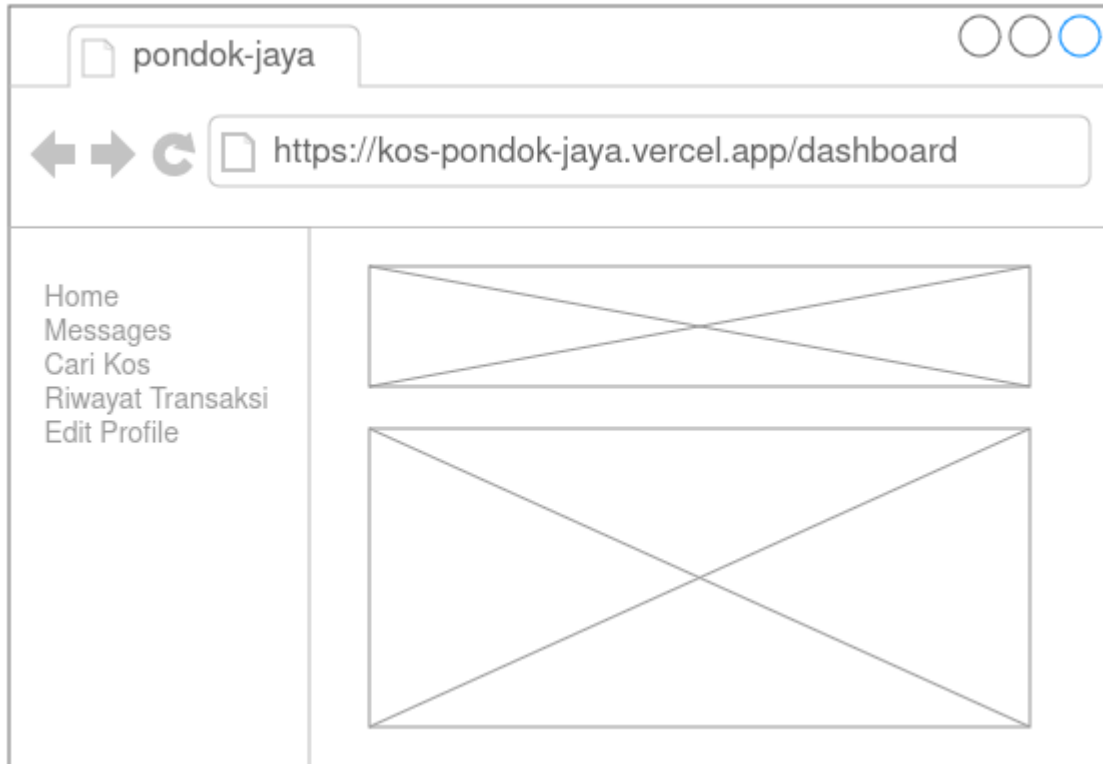 pondok-jaya
https://kos-pondok-jaya.vercel.app/dashboard
Home
Messages
Cari Kos
Riwayat Transaksi
Edit Profile